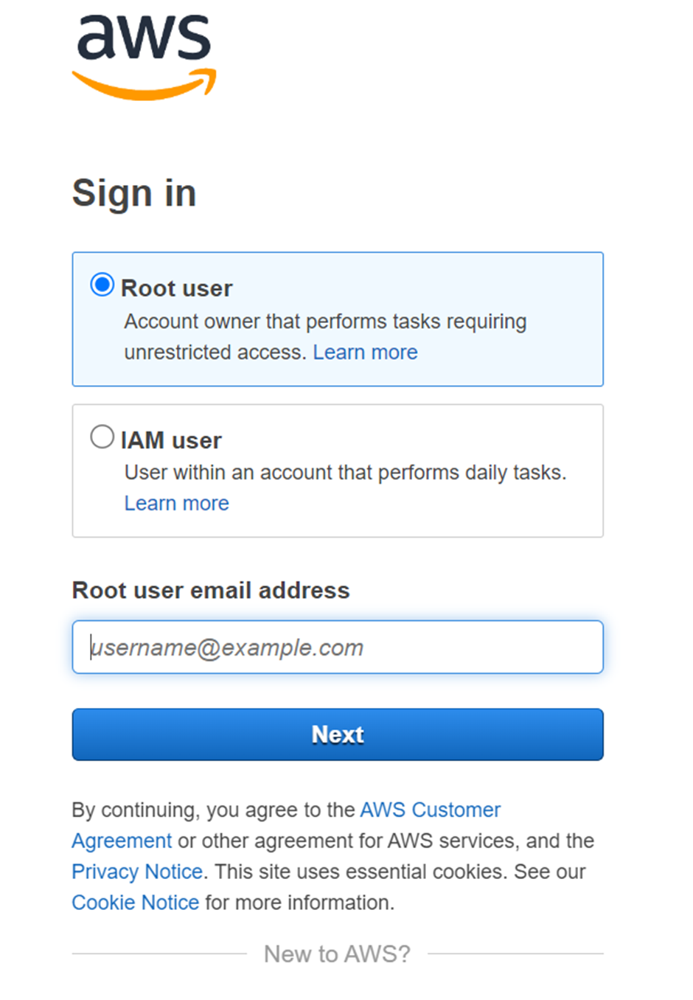 aws
Sign in
Root user
Account owner that performs tasks requiring
unrestricted access. Learn more
IAM user
User within an account that performs daily tasks.
Learn more
Root user email address
username@example.com
Next
By continuing, you agree to the AWS Customer
Agreement or other agreement for AWS services, and the
Privacy Notice. This site uses essential cookies. See our
Cookie Notice for more information.
New to AWS?